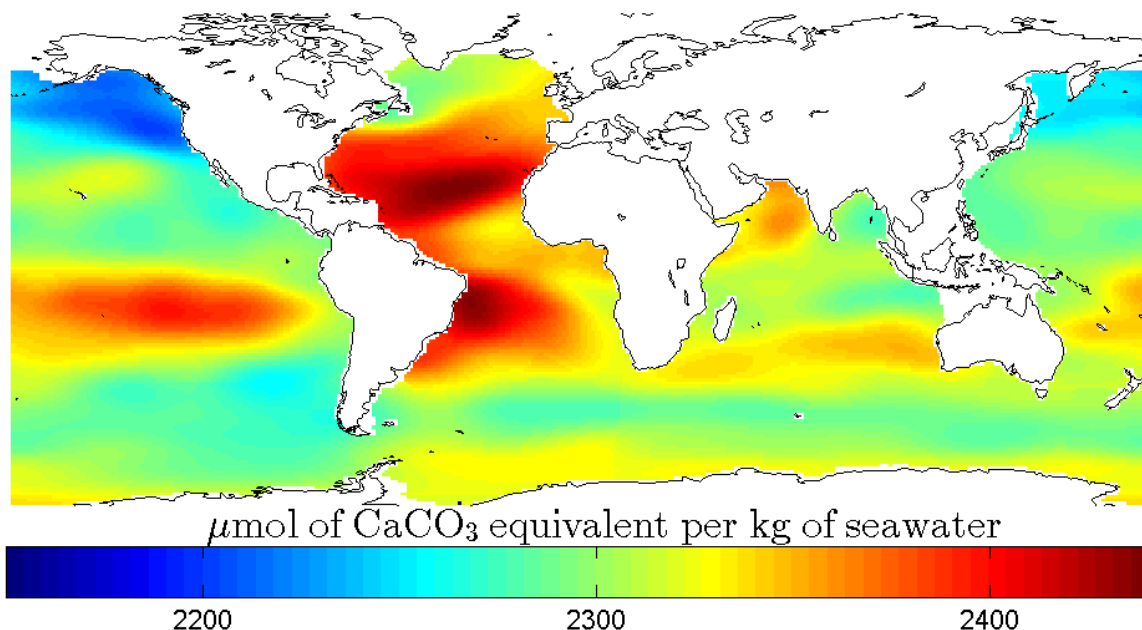 μmol of CaCO₃ equivalent per kg of seawater
2200 2300 2400